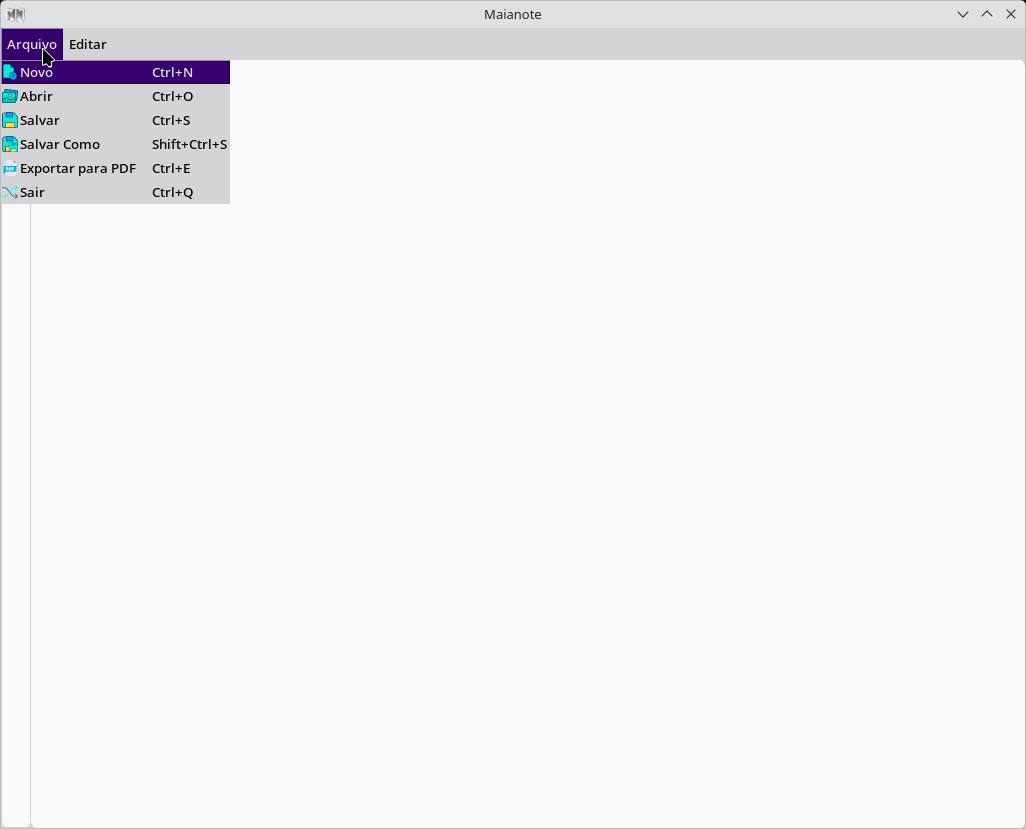 Maianote
Arquivo Editar
Novo Ctrl+N
Abrir Ctrl+O
Salvar Ctrl+S
Salvar Como Shift+Ctrl+S
Exportar para PDF Ctrl+E
Sair Ctrl+Q